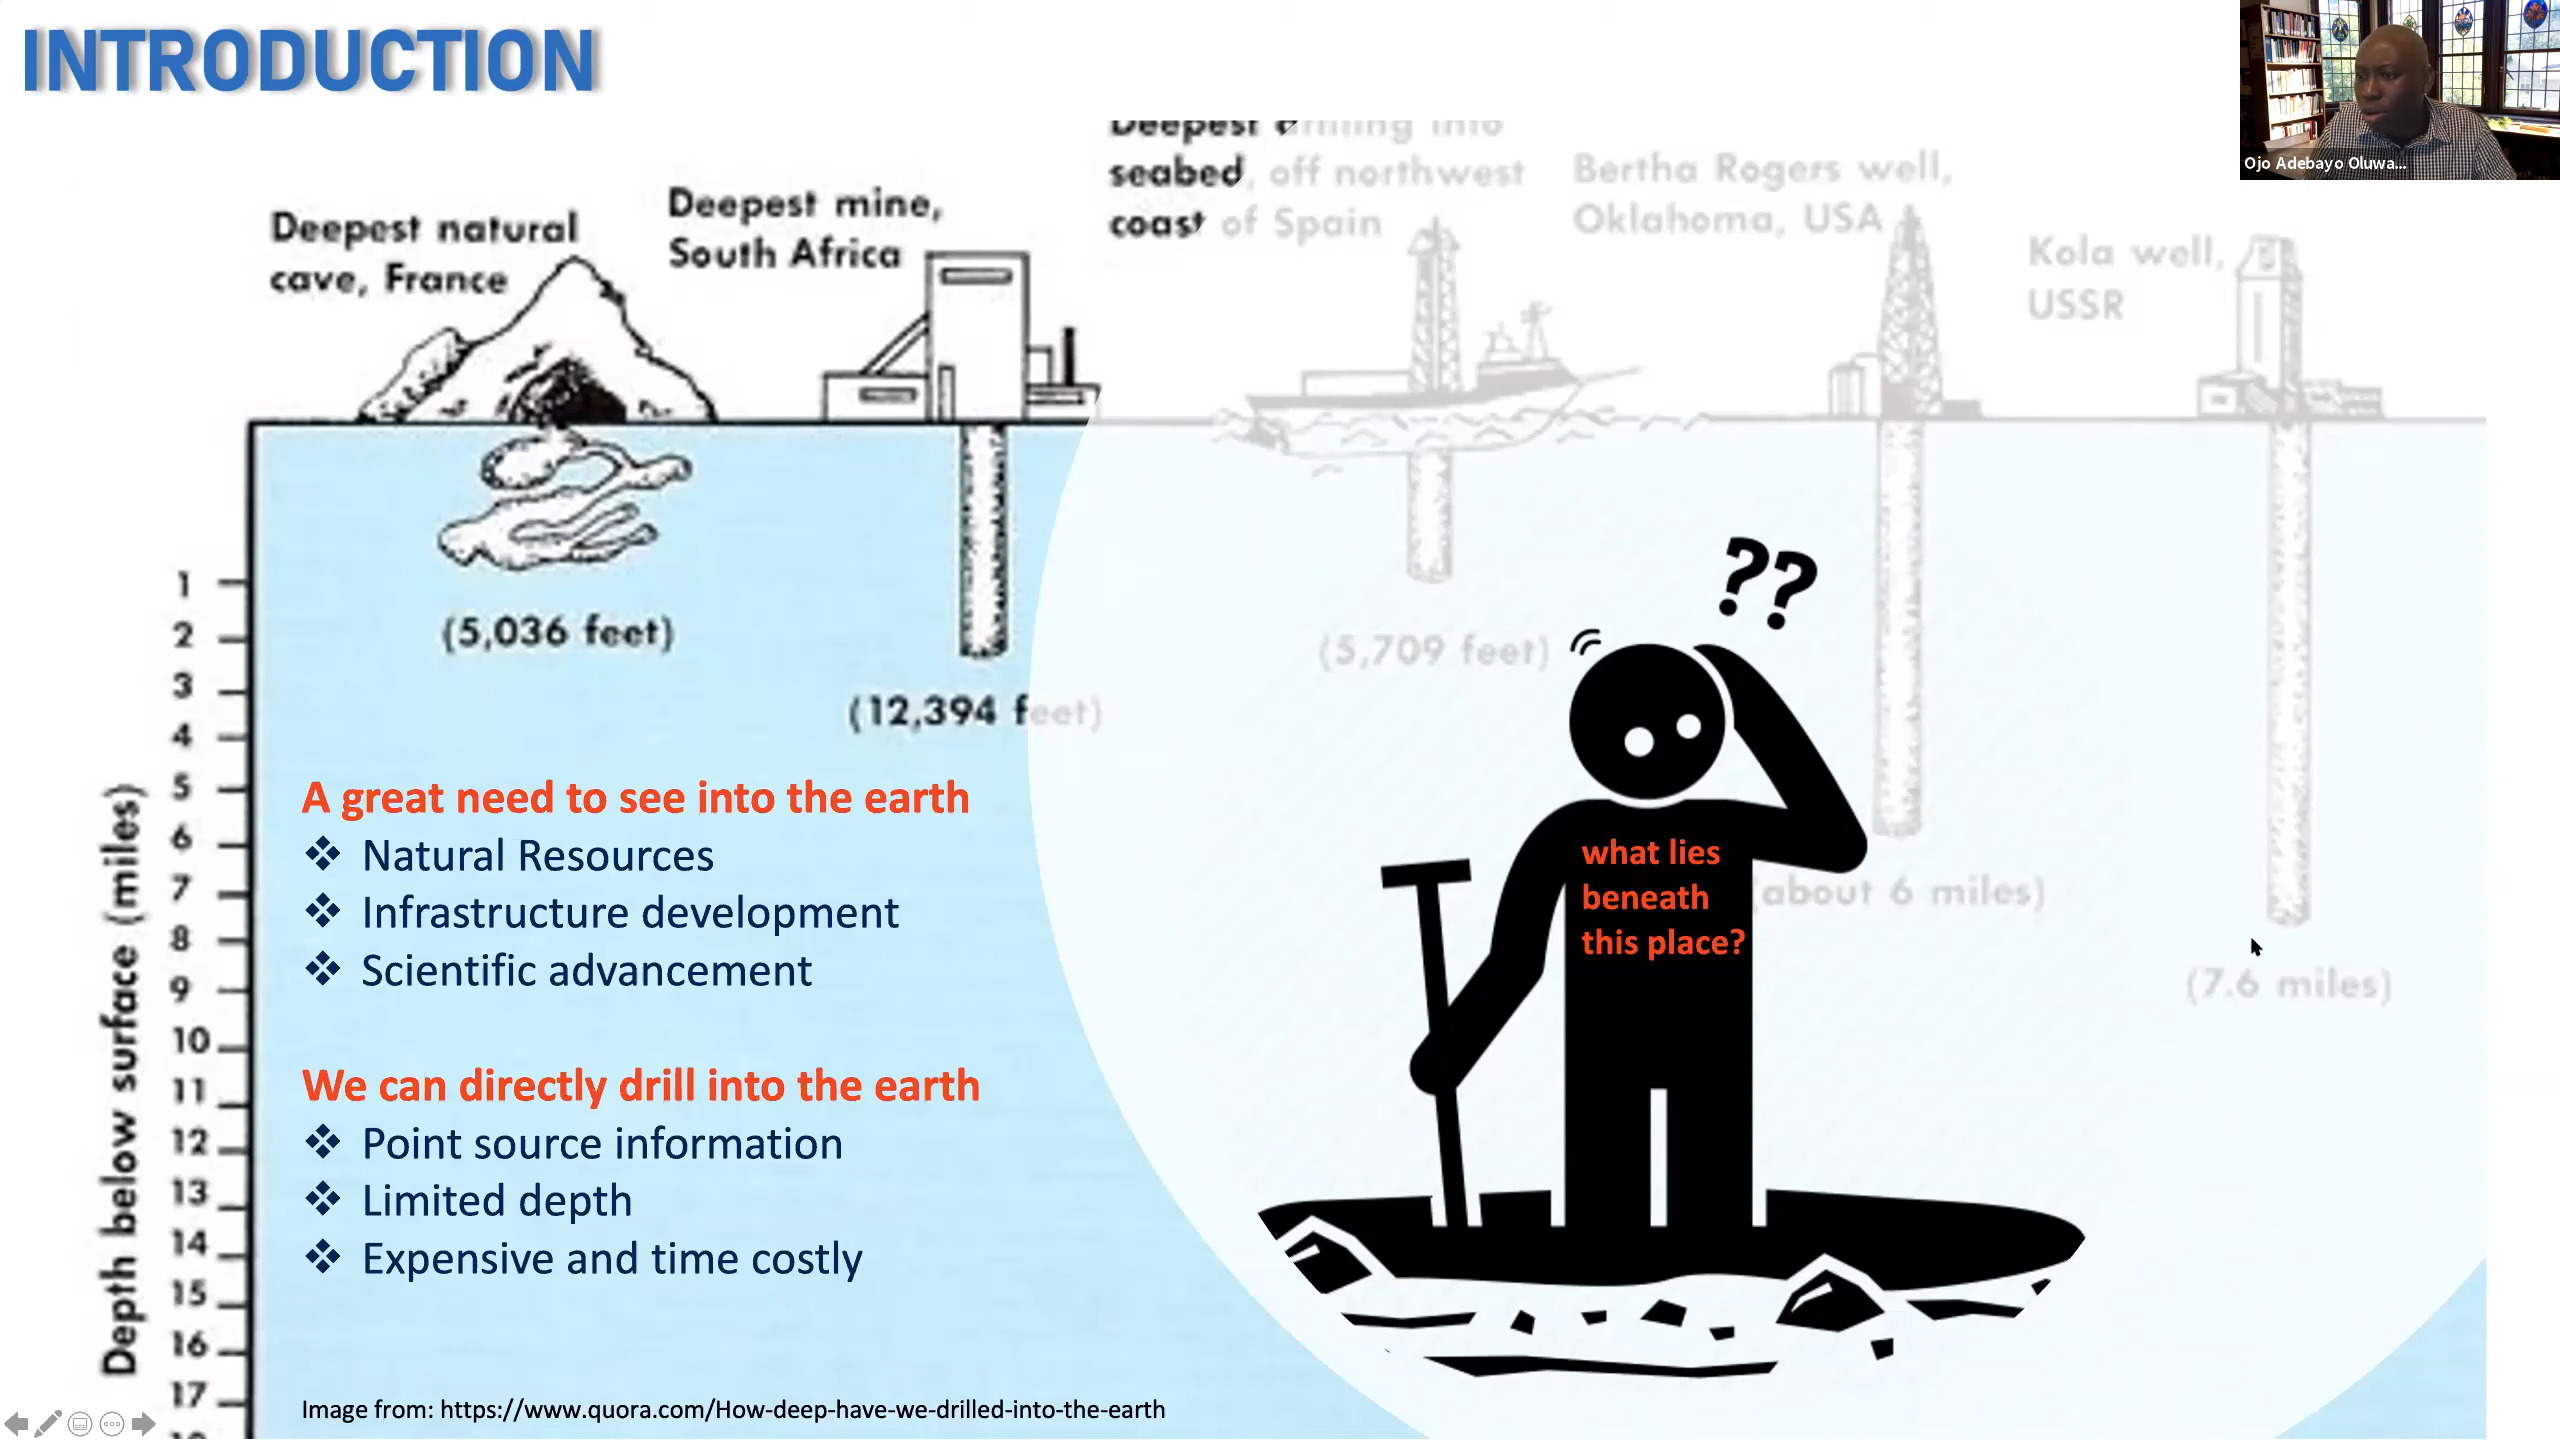 INTRODUCTION
Ojo Adebayo Oluwa...
Deepest drilling into
seabed, off northwest
coast of Spain
Bertha Rogers well,
Oklahoma, USA
Deepest mine,
South Africa
Deepest natural
cave, France
Kola well,
USSR
1
2
3
4
5
6
7
8
9
10
11
12
13
14
15
16
17
Depth below surface (miles)
(5,036 feet)
(12,394 feet)
(5,709 feet)
(about 6 miles)
(7.6 miles)
??
what lies
beneath
this place?
A great need to see into the earth
❖ Natural Resources
❖ Infrastructure development
❖ Scientific advancement
We can directly drill into the earth
❖ Point source information
❖ Limited depth
❖ Expensive and time costly
Image from: https://www.quora.com/How-deep-have-we-drilled-into-the-earth